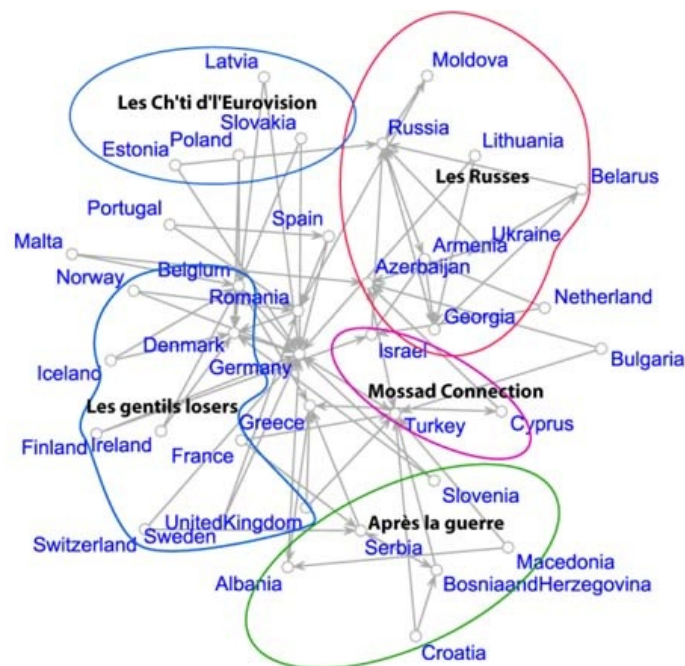 Latvia
Moldova
Les Ch'ti d'l'Eurovision
Slovakia
Russia
Lithuania
Estonia
Poland
Les Russes
Belarus
Portugal
Spain
Malta
Armenia
Ukraine
Norway
Belgium
Azerbaijan
Romania
Netherland
Georgia
Denmark
Israel
Bulgaria
Iceland
Germany
Mossad Connection
Les gentils losers
Greece
Turkey
Cyprus
Finland
Ireland
France
Slovenia
UnitedKingdom
Après la guerre
Switzerland
Sweden
Serbia
Macedonia
Albania
BosniaandHerzegovina
Croatia